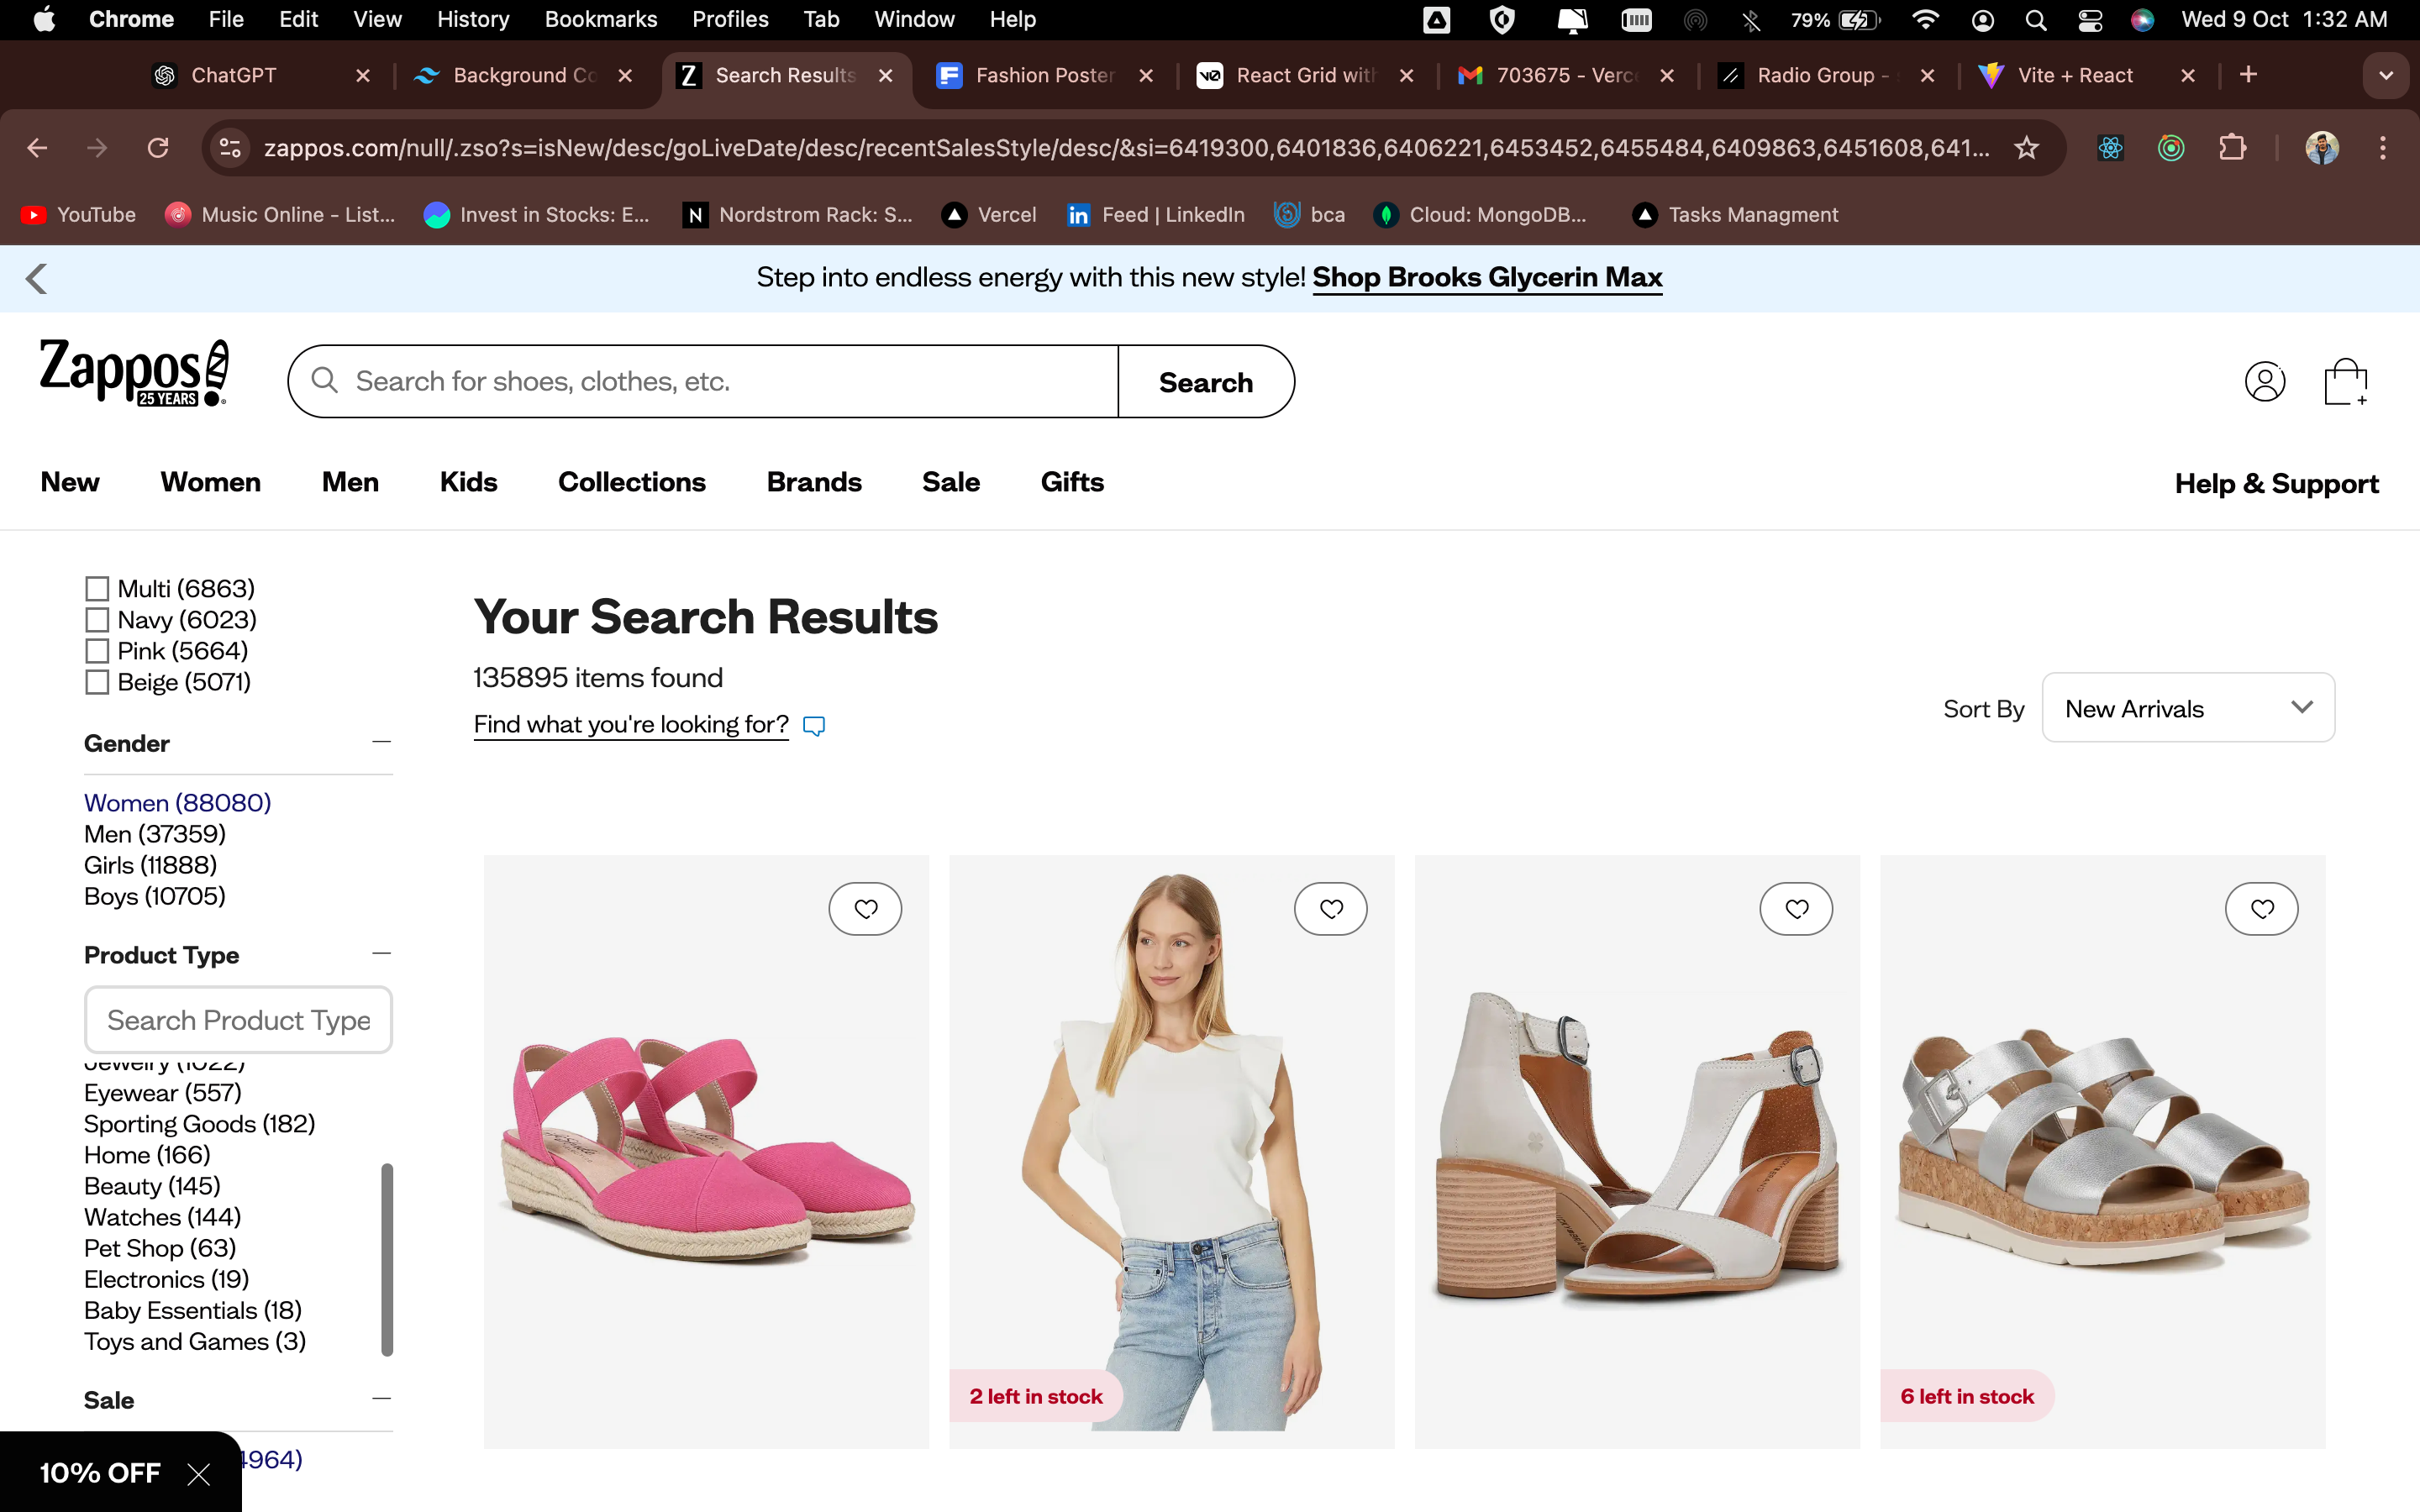 Chrome File Edit View History Bookmarks Profiles Tab Window Help 79% Wed 9 Oct 1:32 AM
ChatGPT Background Co Search Results Fashion Poster React Grid with 703675 - Verc Radio Group - Vite + React
zappos.com/null/.zso?s=isNew/desc/goLiveDate/desc/recentSalesStyle/desc/&si=6419300,6401836,6406221,6453452,6455484,6409863,6451608,641...
YouTube Music Online - List... Invest in Stocks: E... Nordstrom Rack: S... Vercel Feed | LinkedIn bca Cloud: MongoDB... Tasks Managment
Step into endless energy with this new style! Shop Brooks Glycerin Max
Zappos
25 YEARS
Search for shoes, clothes, etc. Search
New Women Men Kids Collections Brands Sale Gifts Help & Support
Multi (6863)
Navy (6023)
Pink (5664)
Beige (5071)
Gender
Women (88080)
Men (37359)
Girls (11888)
Boys (10705)
Product Type
Search Product Type
Jewelry (1022)
Eyewear (557)
Sporting Goods (182)
Home (166)
Beauty (145)
Watches (144)
Pet Shop (63)
Electronics (19)
Baby Essentials (18)
Toys and Games (3)
Sale
4964)
10% OFF
Your Search Results
135895 items found
Find what you're looking for?
Sort By New Arrivals
2 left in stock
6 left in stock